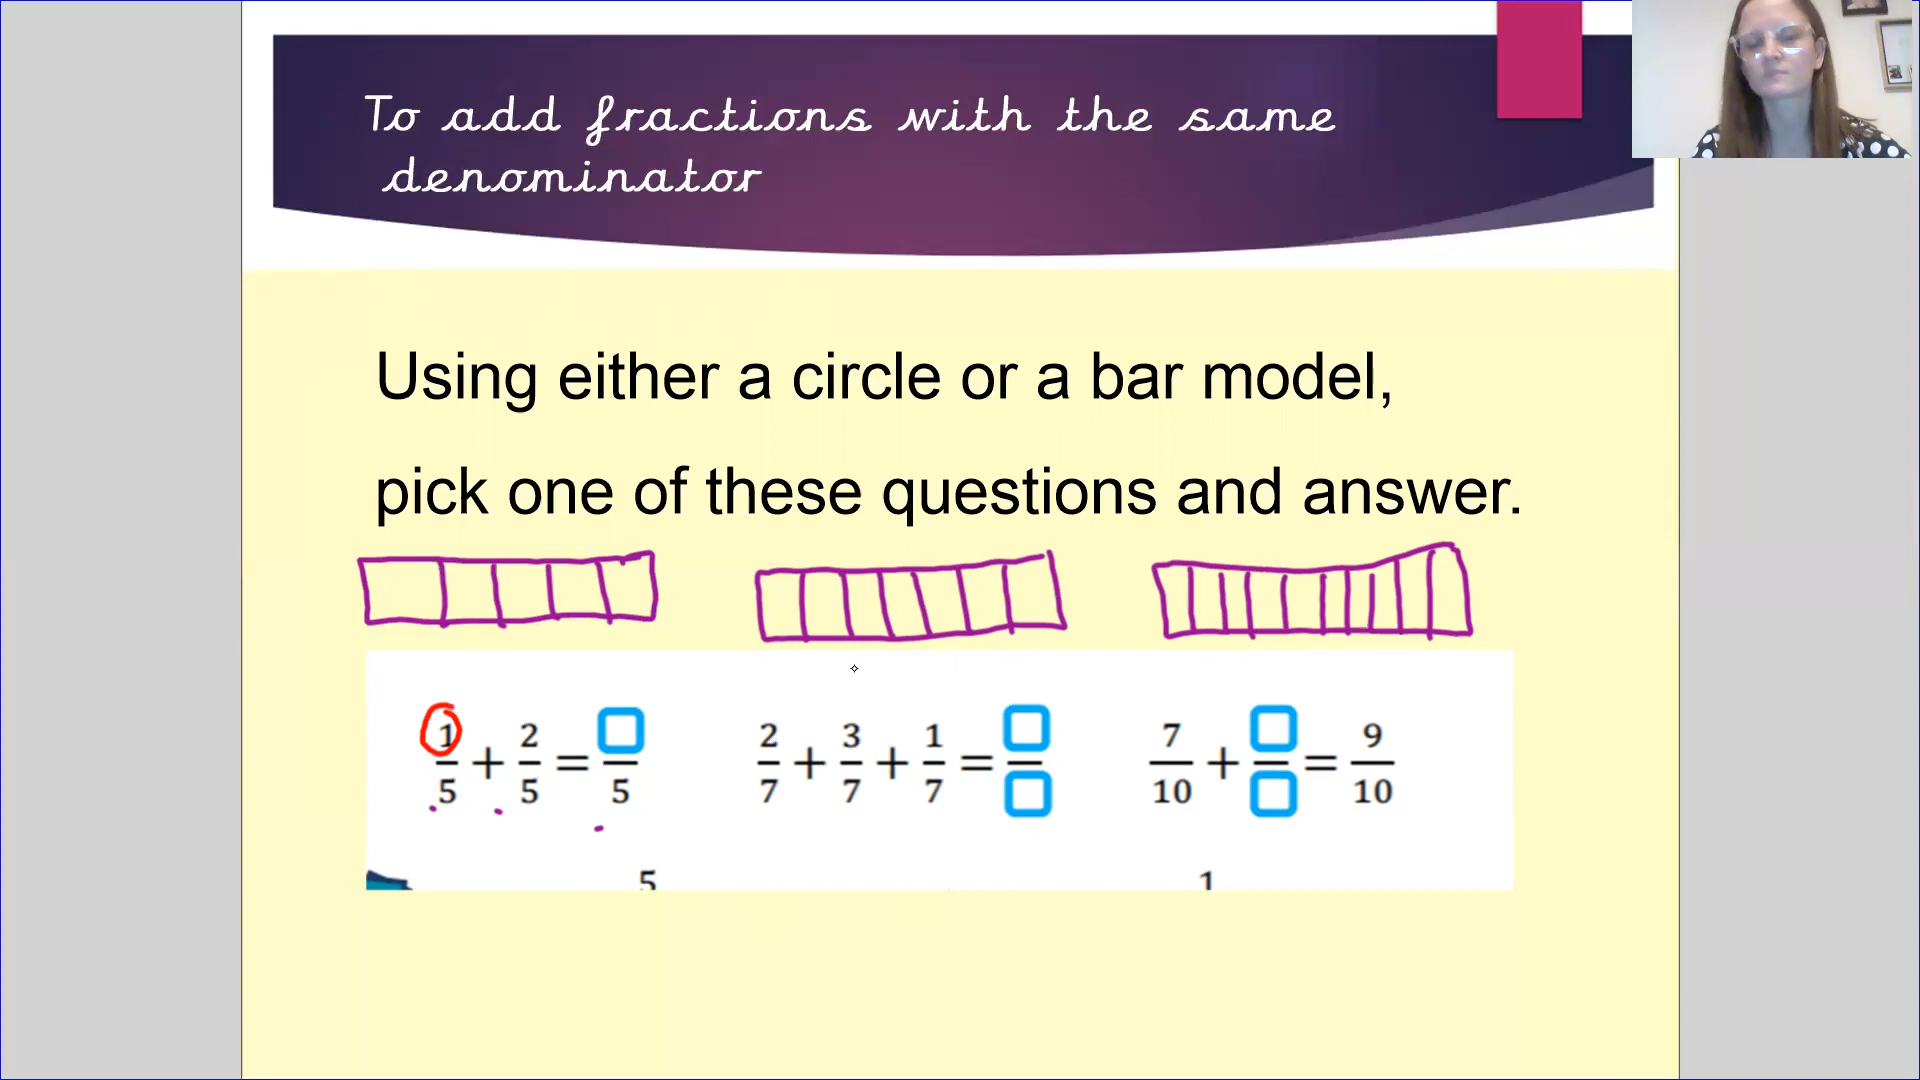 To add fractions with the same
denominator
Using either a circle or a bar model,
pick one of these questions and answer.
1/5 + 2/5 = □/5
2/7 + 3/7 + 1/7 = □/□
7/10 + □/□ = 9/10
5
1